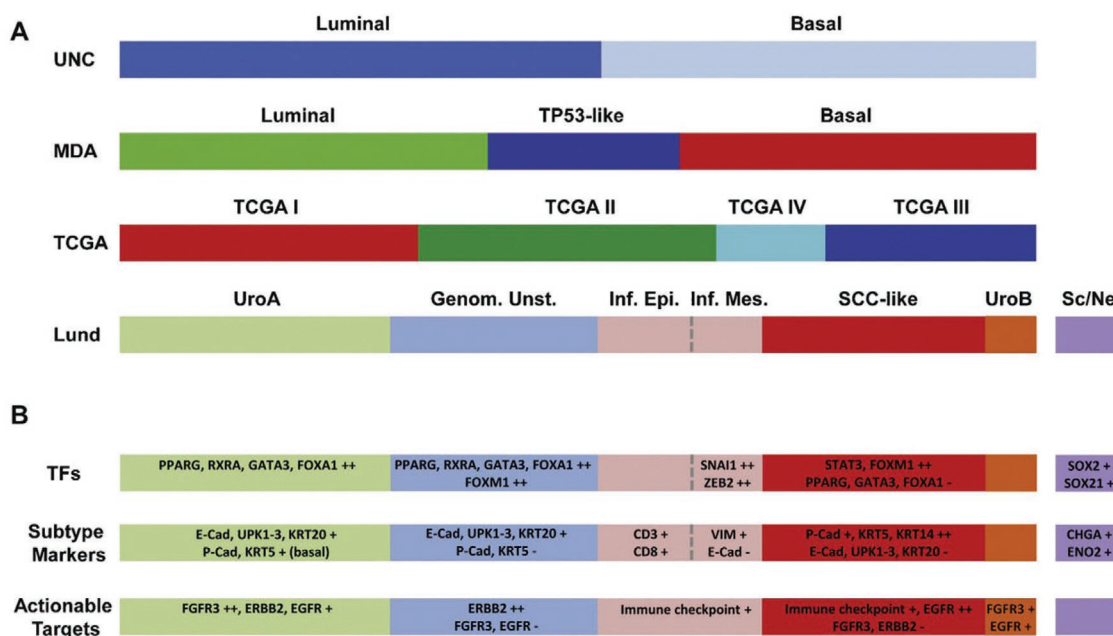 A
Luminal Basal
UNC
Luminal TP53-like Basal
MDA
TCGA I TCGA II TCGA IV TCGA III
TCGA
UroA Genom. Unst. Inf. Epi. Inf. Mes. SCC-like UroB Sc/Ne
Lund
B
TFs
PPARG, RXRA, GATA3, FOXA1 ++
PPARG, RXRA, GATA3, FOXA1 ++
FOXM1 ++
SNAI1 ++
ZEB2 ++
STAT3, FOXM1 ++
PPARG, GATA3, FOXA1 -
SOX2 +
SOX21 +
Subtype
Markers
E-Cad, UPK1-3, KRT20 +
P-Cad, KRT5 + (basal)
E-Cad, UPK1-3, KRT20 +
P-Cad, KRT5 -
CD3 +
CD8 +
VIM +
E-Cad -
P-Cad +, KRT5, KRT14 ++
E-Cad, UPK1-3, KRT20 -
CHGA +
ENO2 +
Actionable
Targets
FGFR3 ++, ERBB2, EGFR +
ERBB2 ++
FGFR3, EGFR -
Immune checkpoint +
Immune checkpoint +, EGFR ++
FGFR3, ERBB2 -
FGFR3 +
EGFR +